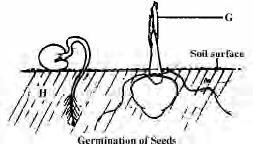 G
Soil surface
H
Germination of Seeds